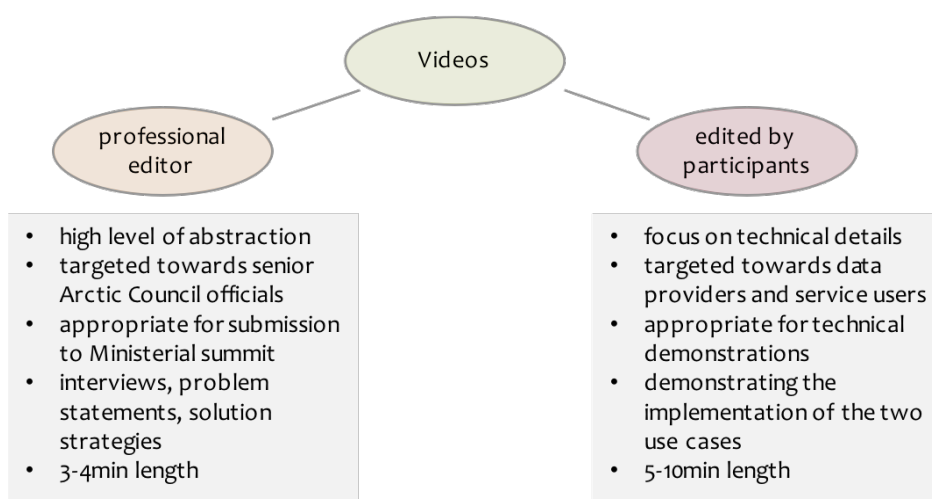 Videos
professional
editor
edited by
participants
• high level of abstraction
• targeted towards senior
Arctic Council officials
• appropriate for submission
to Ministerial summit
• interviews, problem
statements, solution
strategies
• 3-4min length
• focus on technical details
• targeted towards data
providers and service users
• appropriate for technical
demonstrations
• demonstrating the
implementation of the two
use cases
• 5-10min length